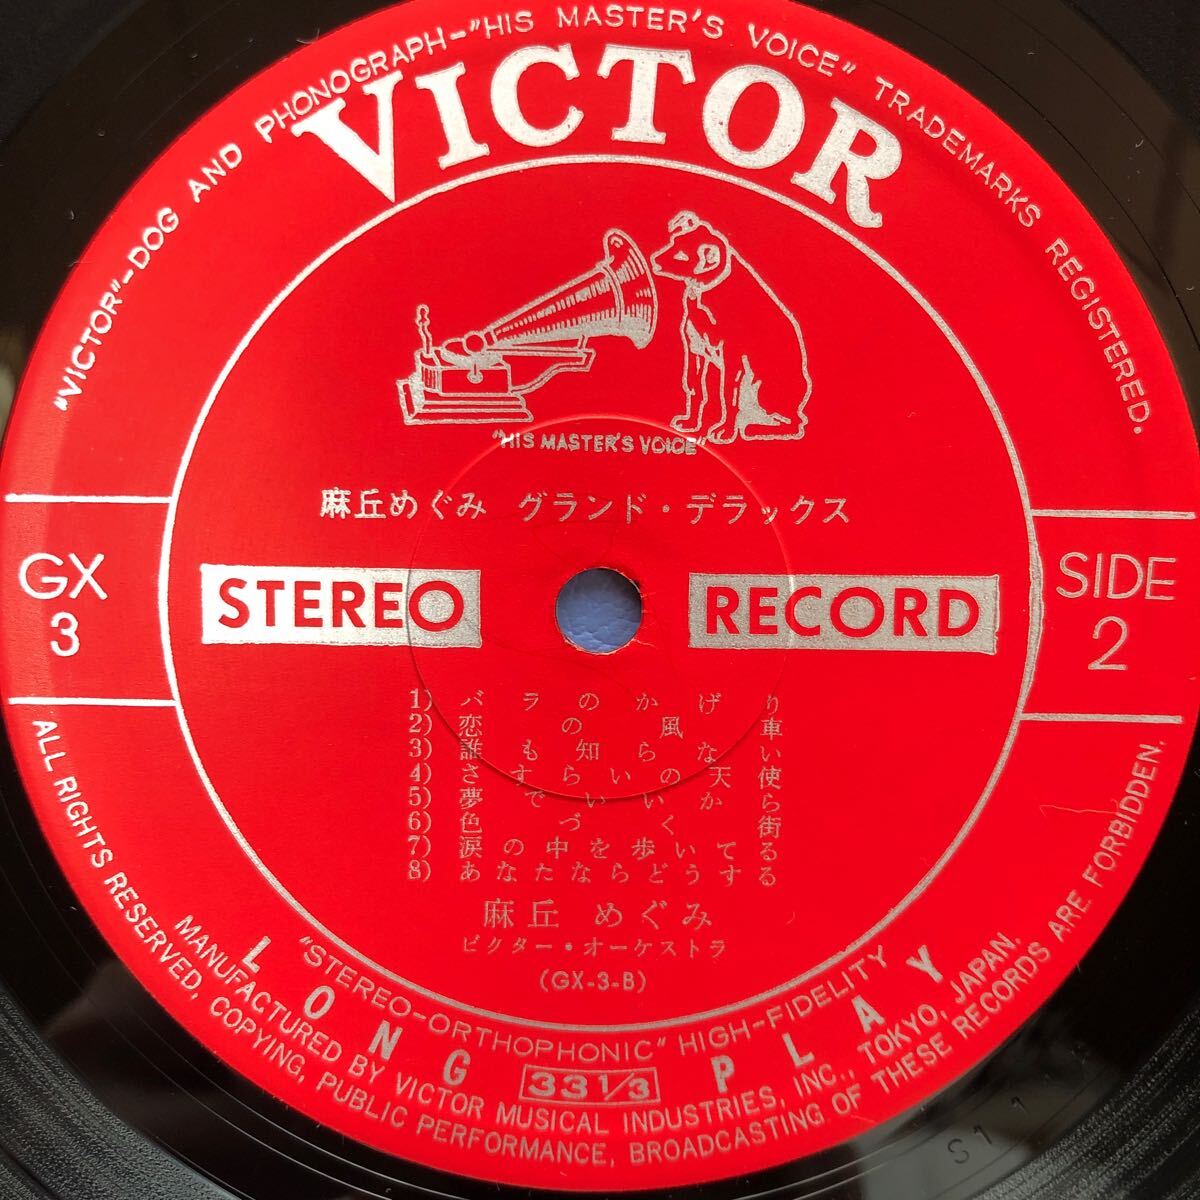 "VICTOR"-DOG AND PHONOGRAPH-"HIS MASTER'S VOICE" TRADEMARKS REGISTERED.
VICTOR
"HIS MASTER'S VOICE"
麻丘めぐみ グランド・デラックス
GX
3
STEREO RECORD
SIDE
2
1) バラのかげり
2) 恋の風車
3) 誰も知らない
4) さすらいの天使
5) 夢でいいから
6) 色づく街
7) 涙の中を歩いてる
8) あなたならどうする
麻丘 めぐみ
ビクター・オーケストラ
(GX-3-B)
"STEREO-ORTHOPHONIC" HIGH-FIDELITY
LONG PLAY
33 1/3
MANUFACTURED BY VICTOR MUSICAL INDUSTRIES, INC., TOKYO, JAPAN.
ALL RIGHTS RESERVED, COPYING, PUBLIC PERFORMANCE, BROADCASTING OF THESE RECORDS ARE FORBIDDEN.
S 1